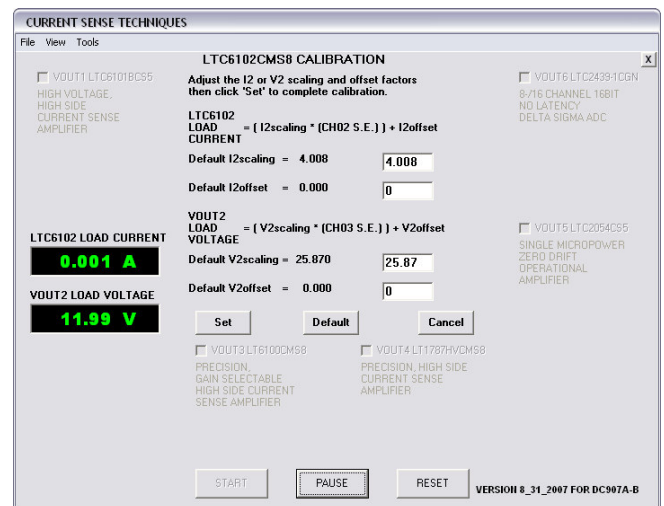 CURRENT SENSE TECHNIQUES
File View Tools
LTC6102CMS8 CALIBRATION
X
Adjust the I2 or V2 scaling and offset factors
then click 'Set' to complete calibration.
VOUT1 LTC6101BCS5
HIGH VOLTAGE,
HIGH SIDE
CURRENT SENSE
AMPLIFIER
VOUT6 LTC2439-1CGN
8-/16 CHANNEL 16BIT
NO LATENCY
DELTA SIGMA ADC
LTC6102
LOAD = ( I2scaling * (CH02 S.E.) ) + I2offset
CURRENT
Default I2scaling = 4.008 4.008
Default I2offset = 0.000 0
VOUT2
LOAD = ( V2scaling * (CH03 S.E.) ) + V2offset
VOLTAGE
Default V2scaling = 25.870 25.87
Default V2offset = 0.000 0
LTC6102 LOAD CURRENT
0.001 A
VOUT2 LOAD VOLTAGE
11.99 V
VOUT5 LTC2054CS5
SINGLE MICROPOWER
ZERO DRIFT
OPERATIONAL
AMPLIFIER
Set Default Cancel
VOUT3 LT6100CMS8
PRECISION,
GAIN SELECTABLE
HIGH SIDE CURRENT
SENSE AMPLIFIER
VOUT4 LT1787HVCMS8
PRECISION, HIGH SIDE
CURRENT SENSE
AMPLIFIER
START PAUSE RESET
VERSION 8_31_2007 FOR DC907A-B